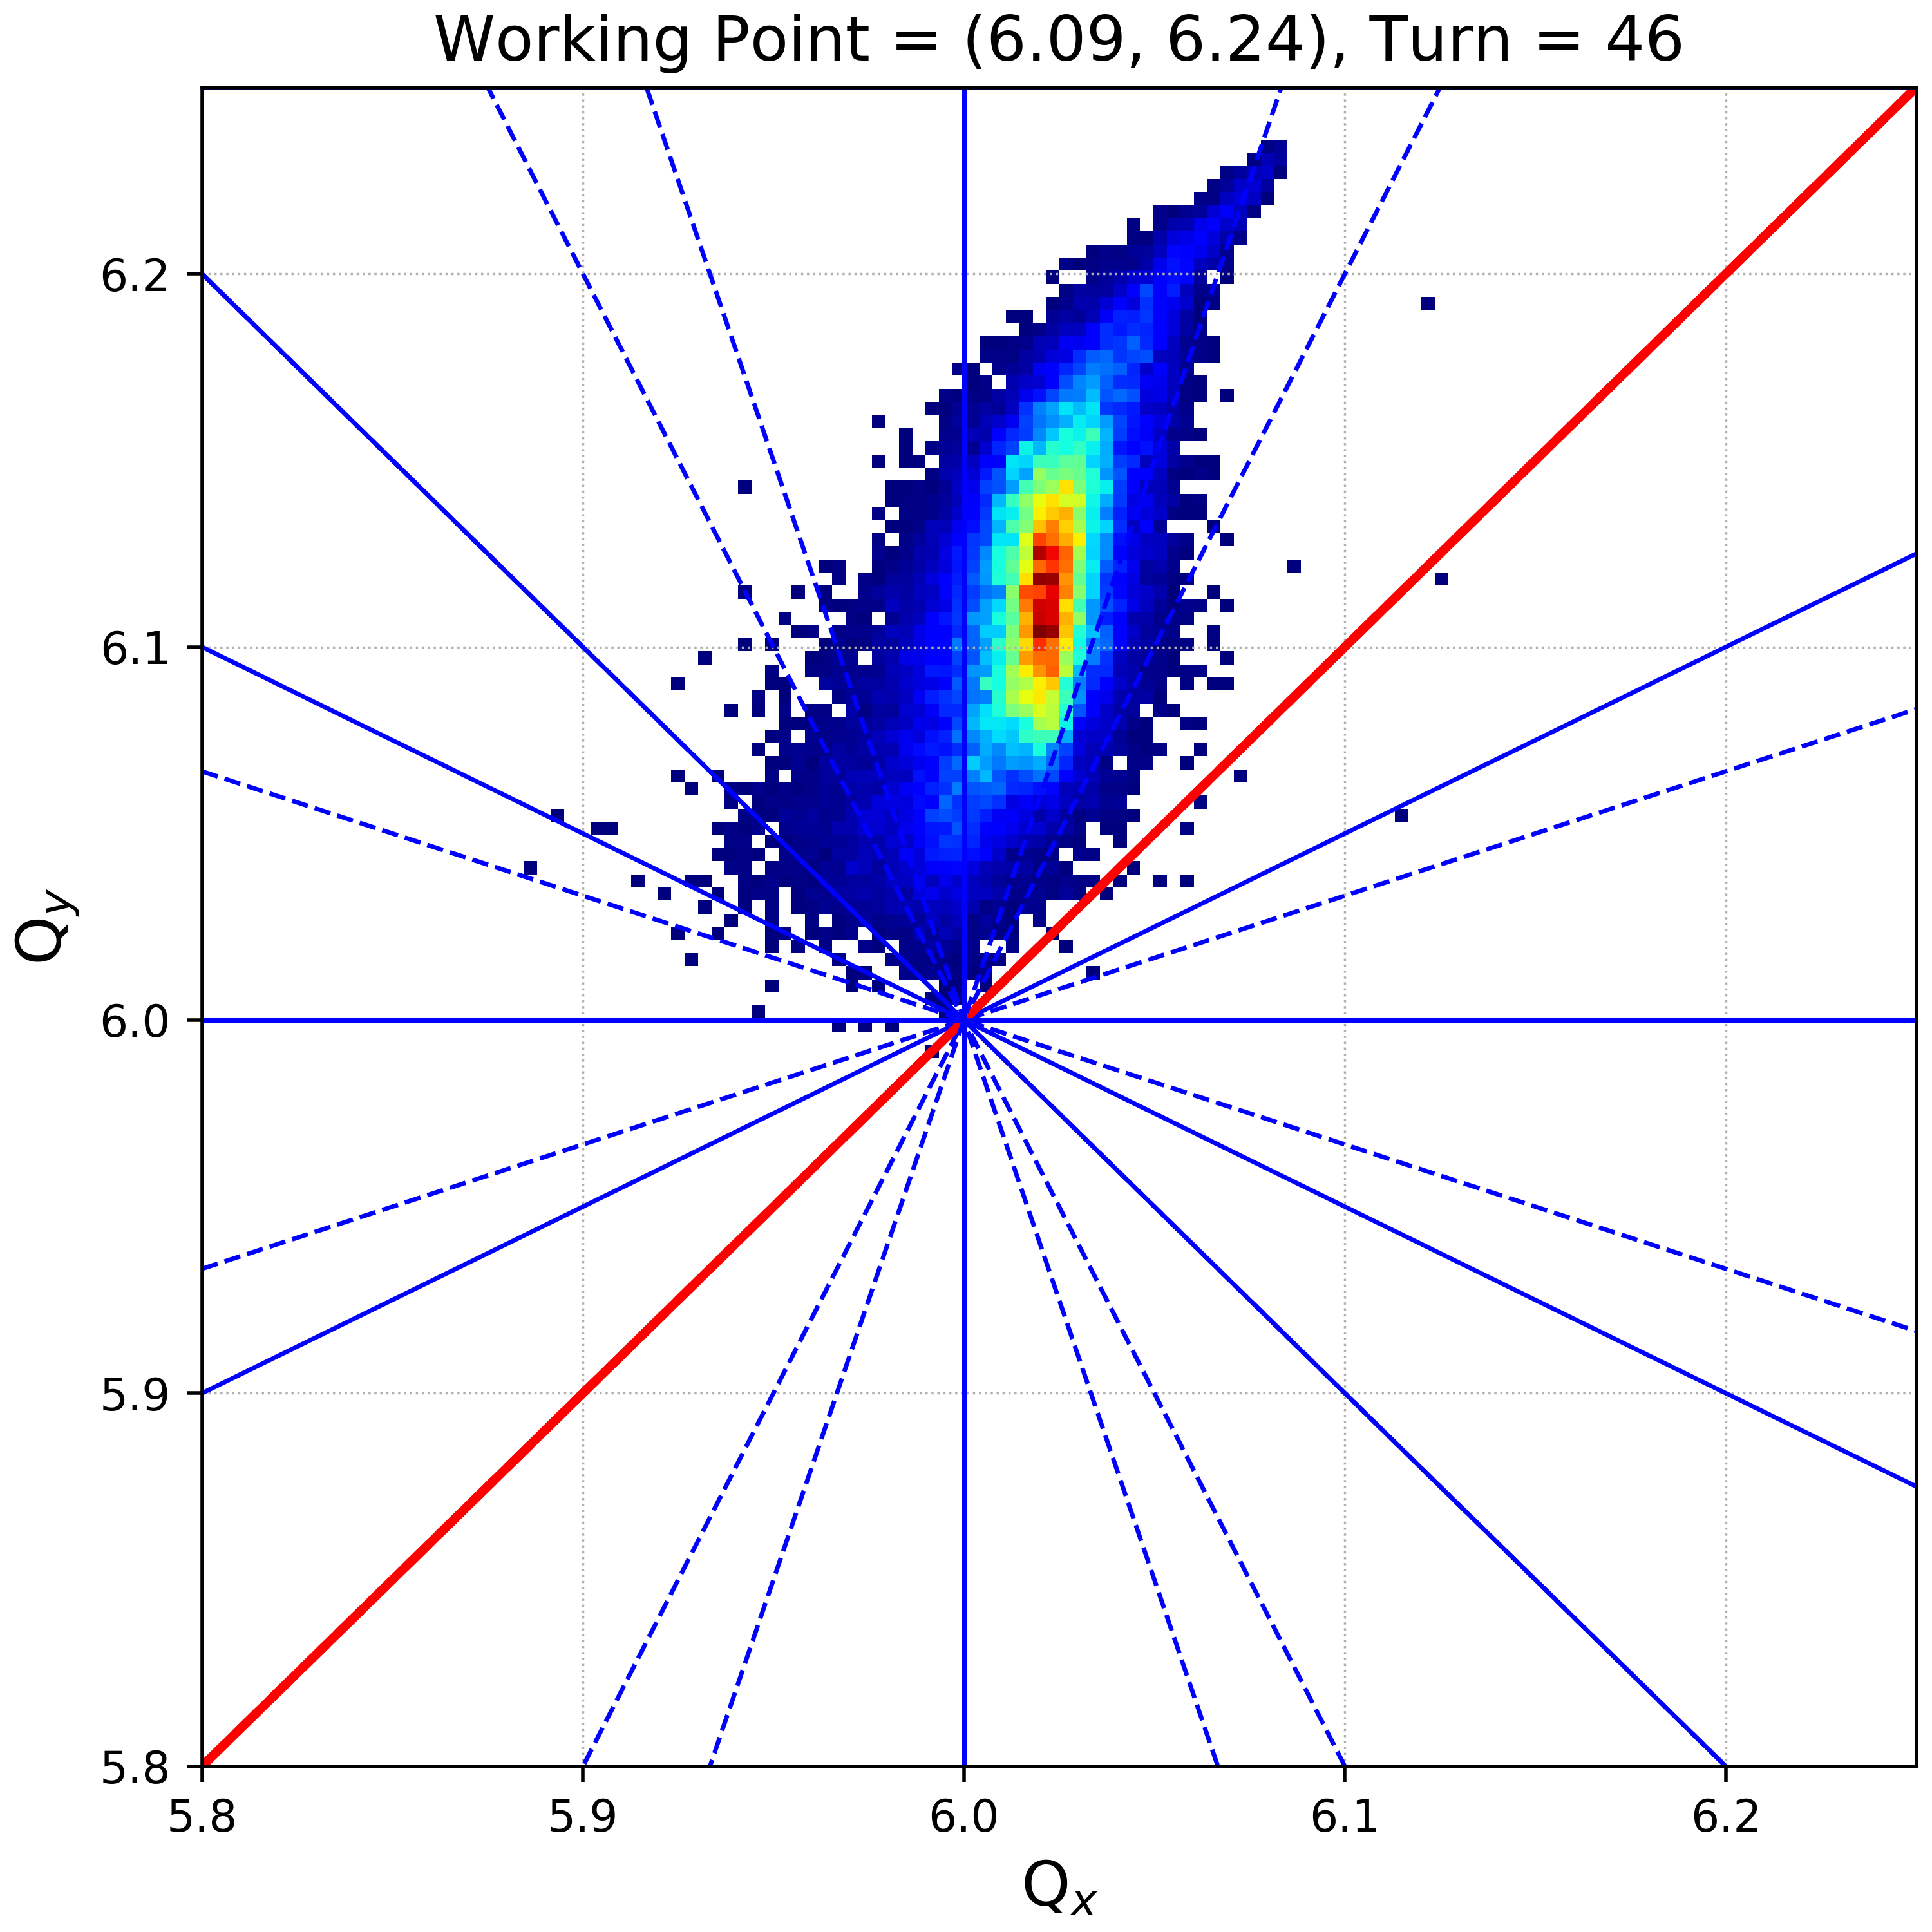 Working Point = (6.09, 6.24), Turn = 46
6.2
6.1
6.0
5.9
5.8
Qy
5.8 5.9 6.0 6.1 6.2
Qx